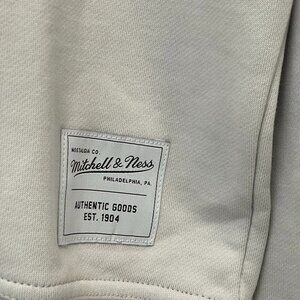 NOSTALGIA CO.
Mitchell & Ness
PHILADELPHIA, PA.
AUTHENTIC GOODS
EST. 1904